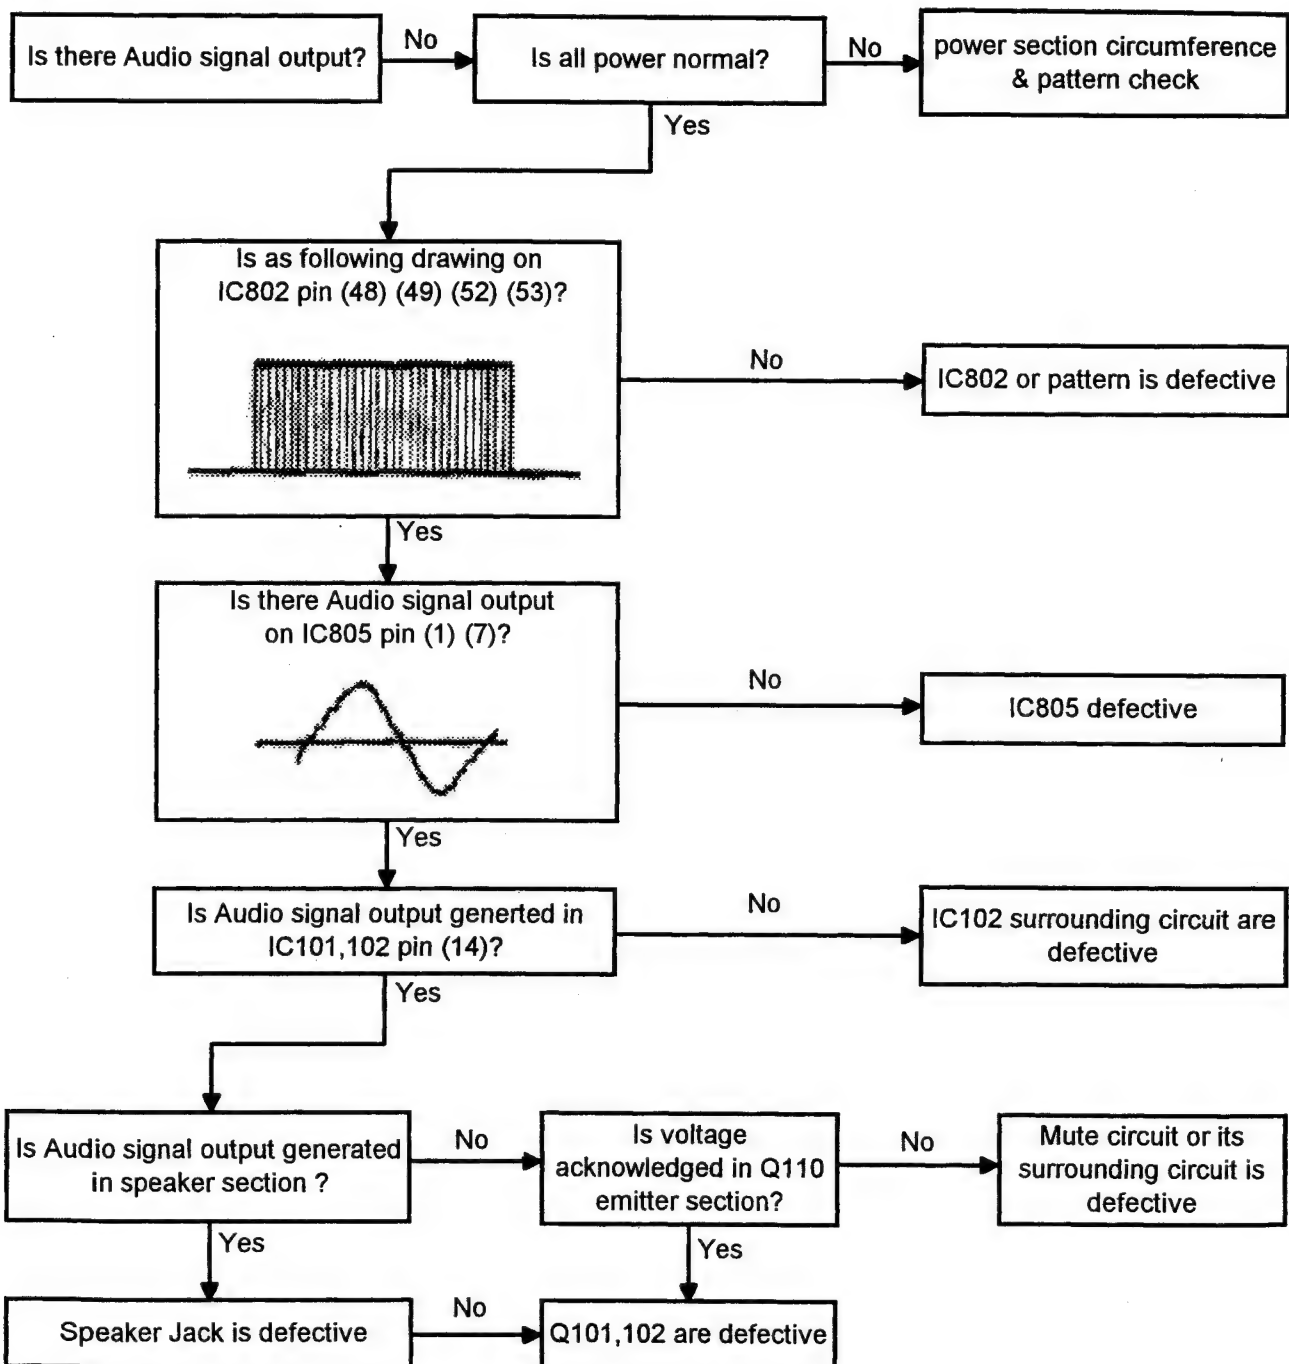 Is there Audio signal output?
No
Is all power normal?
No
power section circumference
& pattern check
Yes
Is as following drawing on
IC802 pin (48) (49) (52) (53)?
No
IC802 or pattern is defective
Yes
Is there Audio signal output
on IC805 pin (1) (7)?
No
IC805 defective
Yes
Is Audio signal output generted in
IC101,102 pin (14)?
No
IC102 surrounding circuit are
defective
Yes
Is Audio signal output generated
in speaker section ?
No
Is voltage
acknowledged in Q110
emitter section?
No
Mute circuit or its
surrounding circuit is
defective
Yes
Yes
Speaker Jack is defective
No
Q101,102 are defective